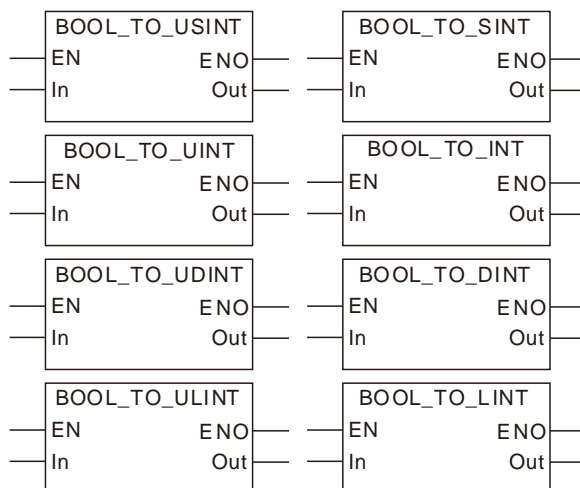 BOOL_TO_USINT
EN ENO
In Out
BOOL_TO_SINT
EN ENO
In Out
BOOL_TO_UINT
EN ENO
In Out
BOOL_TO_INT
EN ENO
In Out
BOOL_TO_UDINT
EN ENO
In Out
BOOL_TO_DINT
EN ENO
In Out
BOOL_TO_ULINT
EN ENO
In Out
BOOL_TO_LINT
EN ENO
In Out